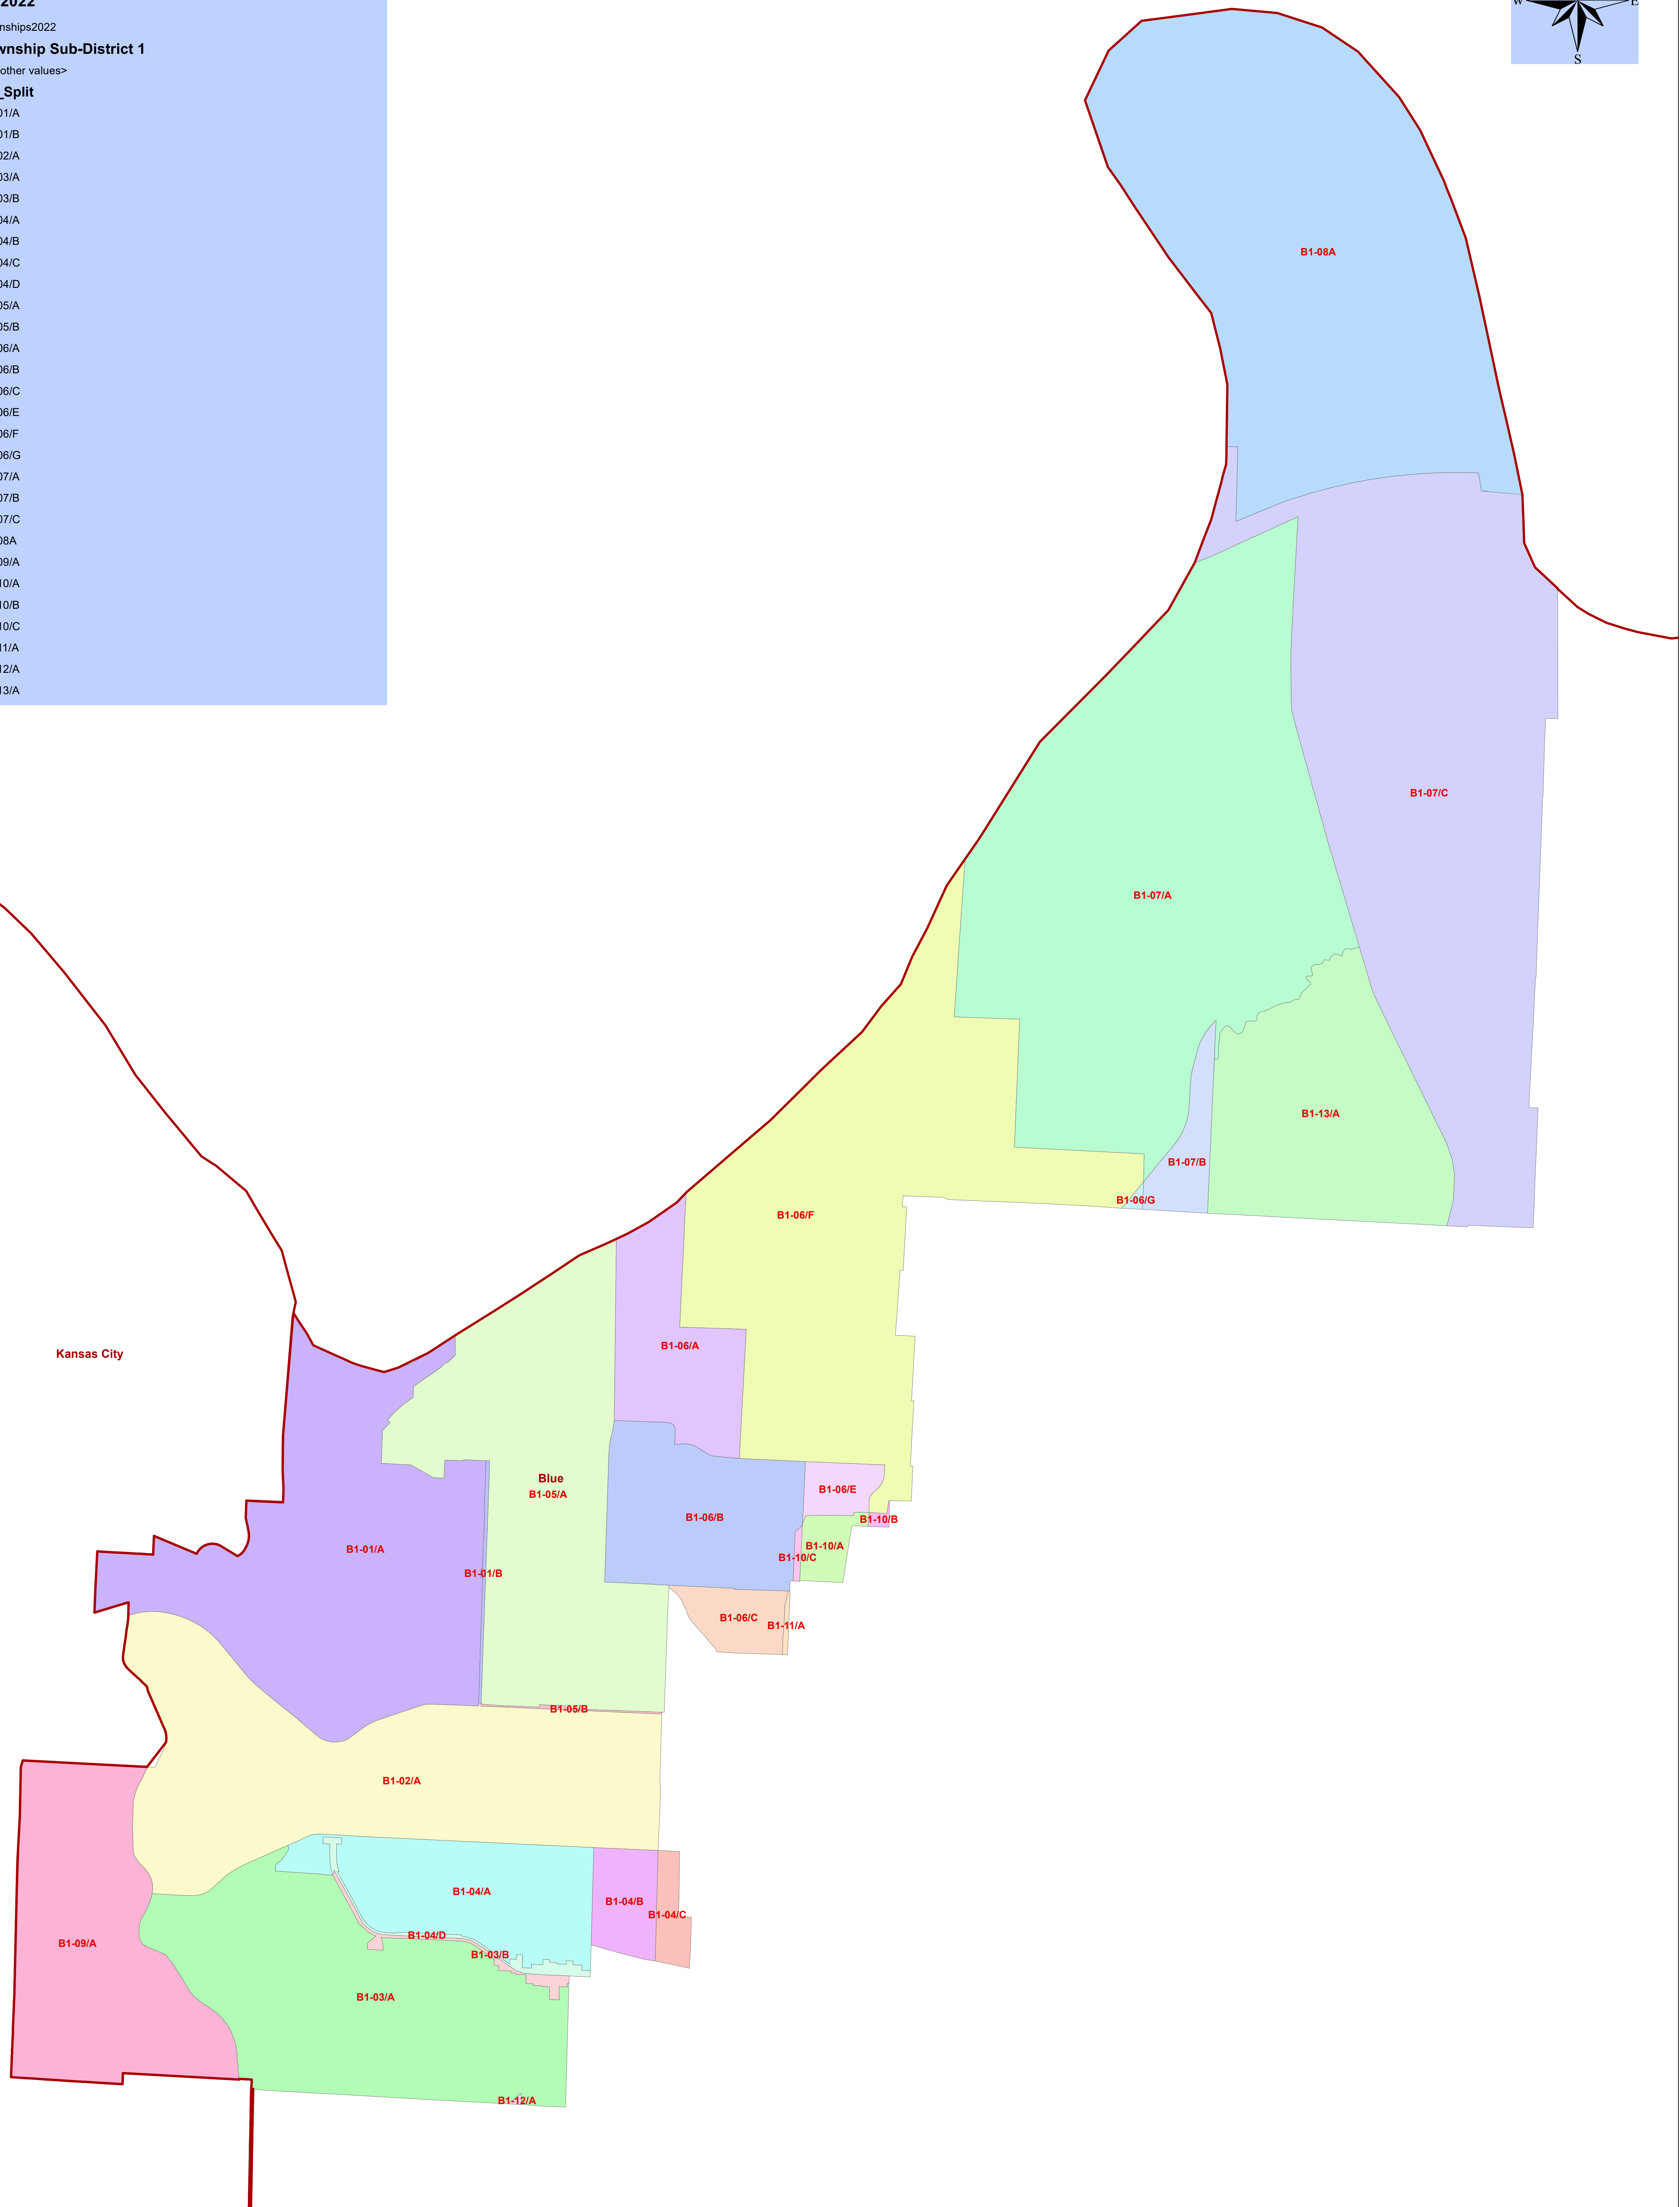 2022
nships2022
wnship Sub-District 1
other values>
_Split
01/A
01/B
02/A
03/A
03/B
04/A
04/B
04/C
04/D
05/A
05/B
06/A
06/B
06/C
06/E
06/F
06/G
07/A
07/B
07/C
08A
09/A
10/A
10/B
10/C
11/A
12/A
13/A
W
E
S
B1-08A
B1-07/C
B1-07/A
B1-13/A
B1-07/B
B1-06/G
B1-06/F
B1-06/A
Kansas City
Blue
B1-05/A
B1-06/E
B1-06/B
B1-10/B
B1-10/A
B1-10/C
B1-01/A
B1-01/B
B1-06/C
B1-11/A
B1-05/B
B1-02/A
B1-04/A
B1-04/B
B1-04/C
B1-04/D
B1-09/A
B1-03/B
B1-03/A
B1-12/A